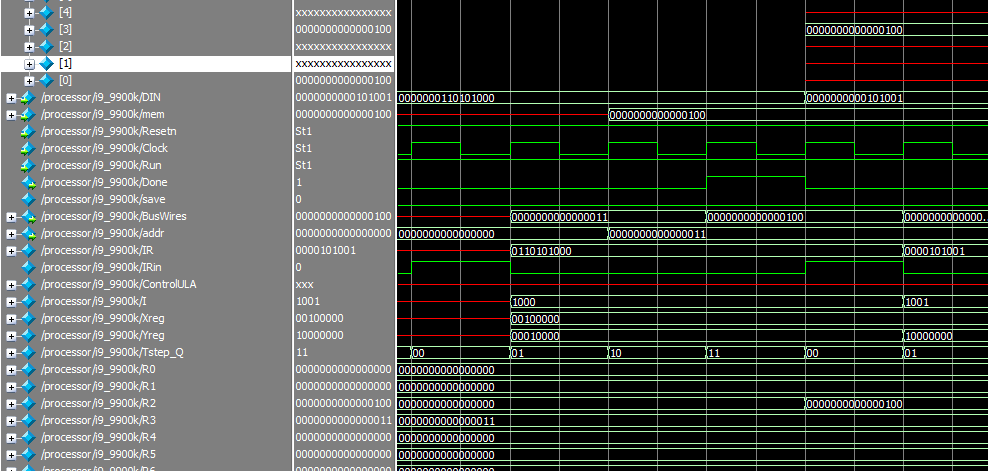 [4] xxxxxxxxxxxxxxxx
[3] 0000000000000100 0000000000000100
[2] xxxxxxxxxxxxxxxx
[1] xxxxxxxxxxxxxxxx
[0] 0000000000000100
/processor/i9_9900k/DIN 0000000000101001 0000000110101000 0000000000101001
/processor/i9_9900k/mem 0000000000000100 0000000000000100
/processor/i9_9900k/Resetn St1
/processor/i9_9900k/Clock St1
/processor/i9_9900k/Run St1
/processor/i9_9900k/Done 1
/processor/i9_9900k/save 0
/processor/i9_9900k/BusWires 0000000000000100 0000000000000011 0000000000000100 0000000000000...
/processor/i9_9900k/addr 0000000000000000 0000000000000000 0000000000000011
/processor/i9_9900k/IR 0000101001 0110101000 0000101001
/processor/i9_9900k/IRin 0
/processor/i9_9900k/ControlULA xxx
/processor/i9_9900k/I 1001 1000 1001
/processor/i9_9900k/Xreg 00100000 00100000
/processor/i9_9900k/Yreg 10000000 00010000 10000000
/processor/i9_9900k/Tstep_Q 11 00 01 10 11 00 01
/processor/i9_9900k/R0 0000000000000000 0000000000000000
/processor/i9_9900k/R1 0000000000000000 0000000000000000
/processor/i9_9900k/R2 0000000000000100 0000000000000000 0000000000000100
/processor/i9_9900k/R3 0000000000000011 0000000000000011
/processor/i9_9900k/R4 0000000000000000 0000000000000000
/processor/i9_9900k/R5 0000000000000000 0000000000000000